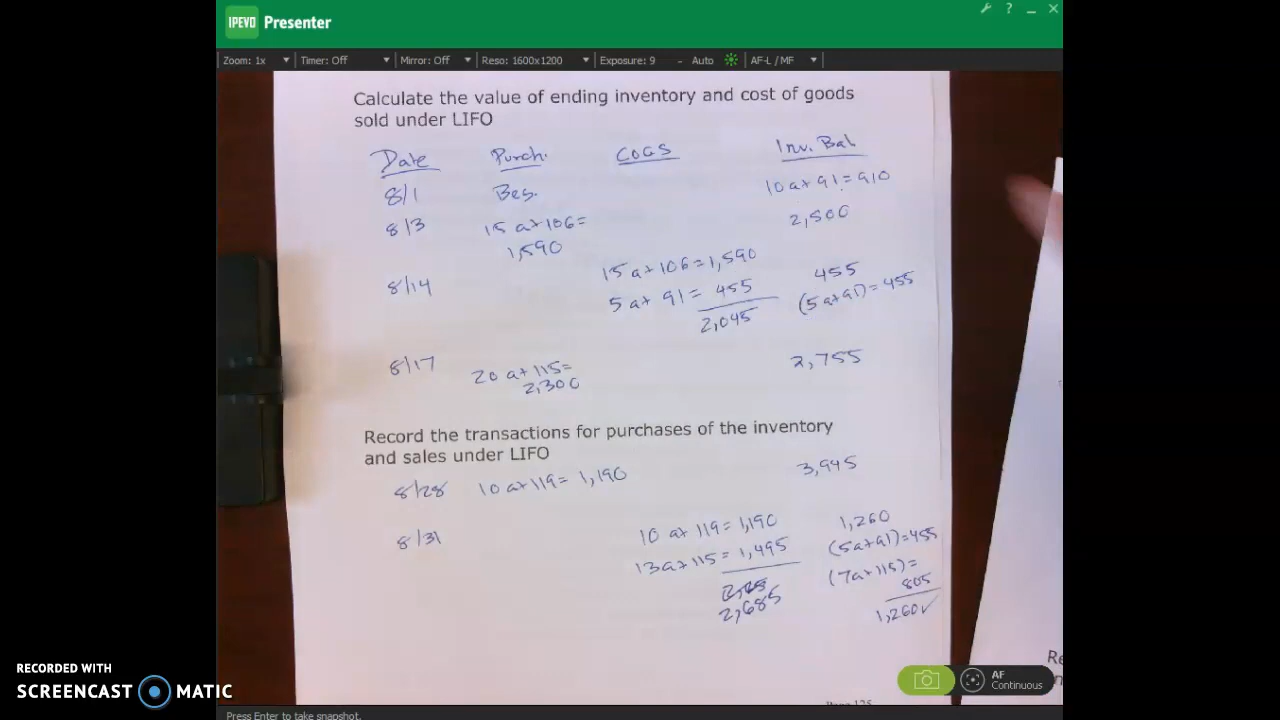 IPEVO Presenter
Zoom: 1x Timer: Off Mirror: Off Reso: 1600x1200 Exposure: 9 - Auto AF-L / MF
Calculate the value of ending inventory and cost of goods
sold under LIFO
Date Purch. COGS Inv. Bal.
8/1 Beg. 10 at 91 = 910
8/3 15 at 106 = 2,500
1,590
8/14 15 at 106 = 1,590 455
5 at 91 = 455 (5 at 91) = 455
2,045
8/17 20 at 115 = 2,755
2,300
Record the transactions for purchases of the inventory
and sales under LIFO
8/28 10 at 119 = 1,190 3,945
8/31 10 at 119 = 1,190 1,260
13 at 115 = 1,495 (5 at 91) = 455
(7 at 115) =
805
2,685 1,260 ✓
RECORDED WITH
SCREENCAST MATIC
AF
Continuous
Press Enter to take snapshot.